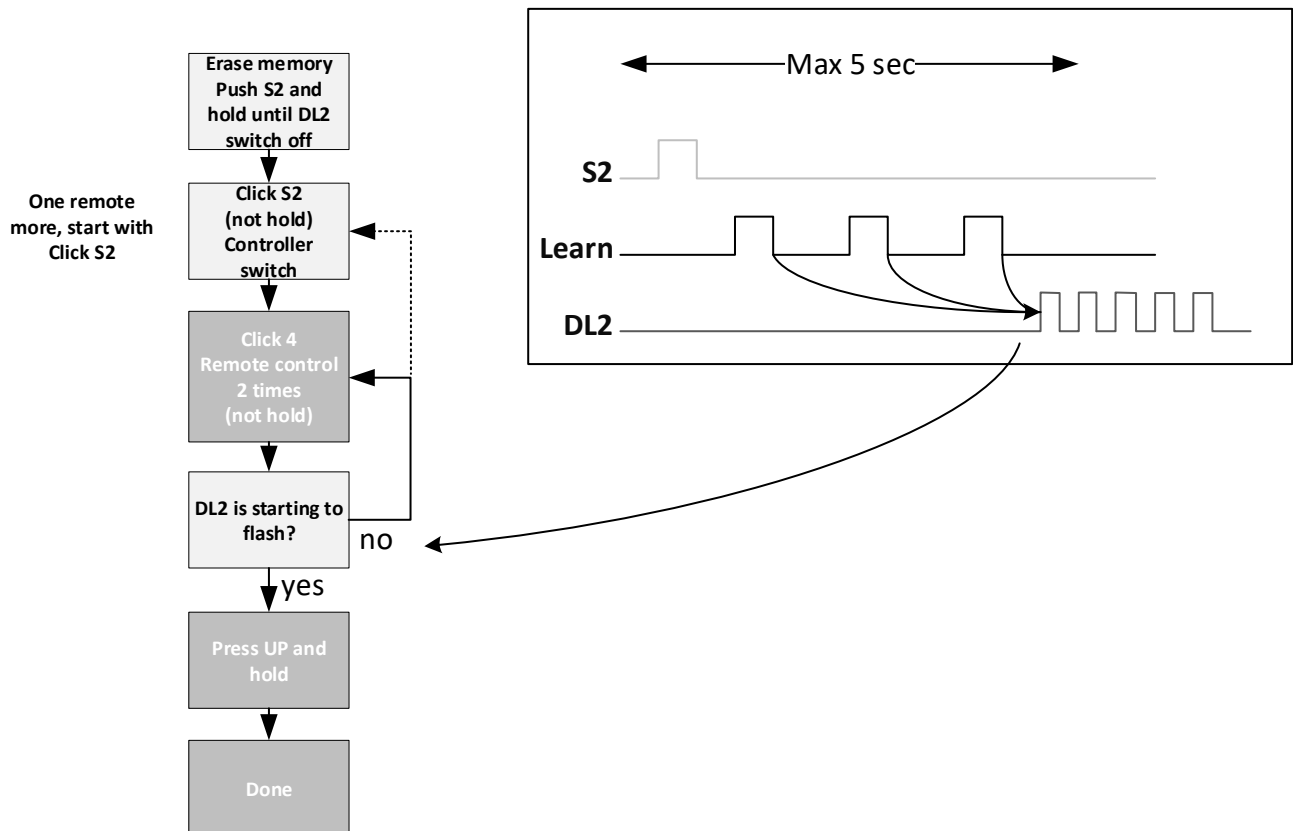 Erase memory
Push S2 and
hold until DL2
switch off
One remote
more, start with
Click S2
Click S2
(not hold)
Controller
switch
Click 4
Remote control
2 times
(not hold)
DL2 is starting to
flash?
no
yes
Press UP and
hold
Done
Max 5 sec
S2
Learn
DL2